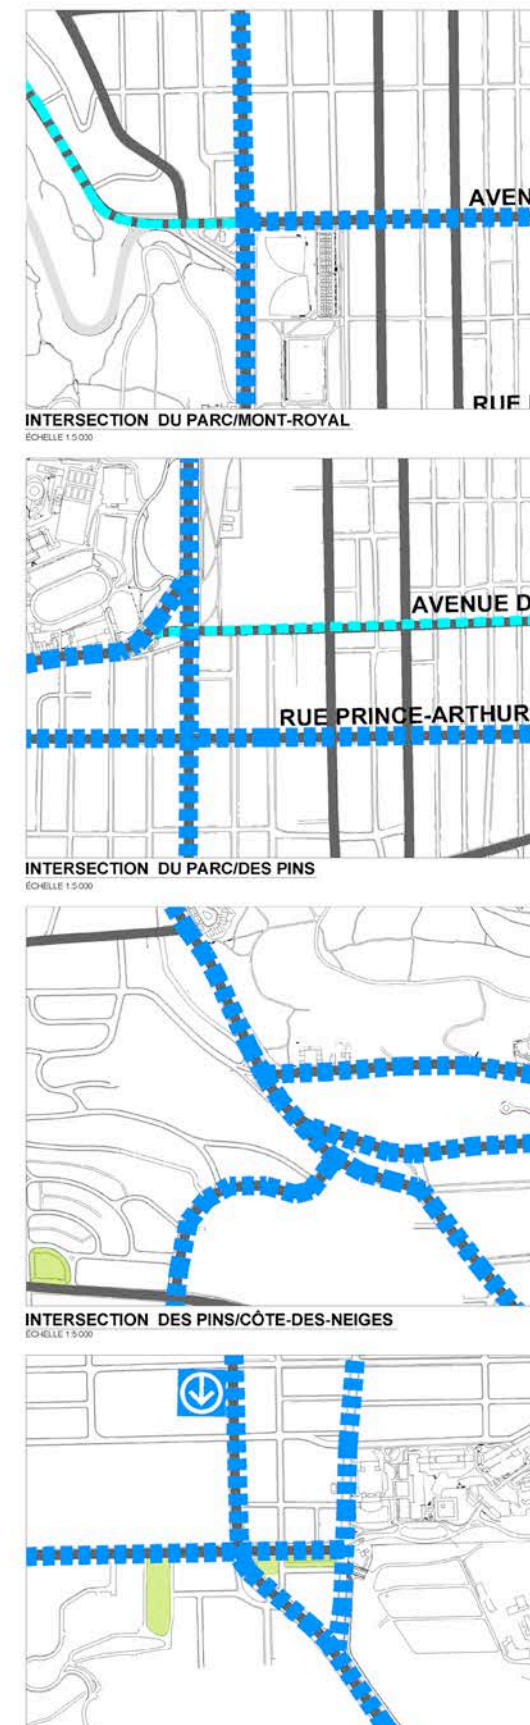 AVEN
RUE
INTERSECTION DU PARC/MONT-ROYAL
ÉCHELLE 1:5 000
AVENUE D
RUE PRINCE-ARTHUR
INTERSECTION DU PARC/DES PINS
ÉCHELLE 1:5 000
INTERSECTION DES PINS/CÔTE-DES-NEIGES
ÉCHELLE 1:5 000